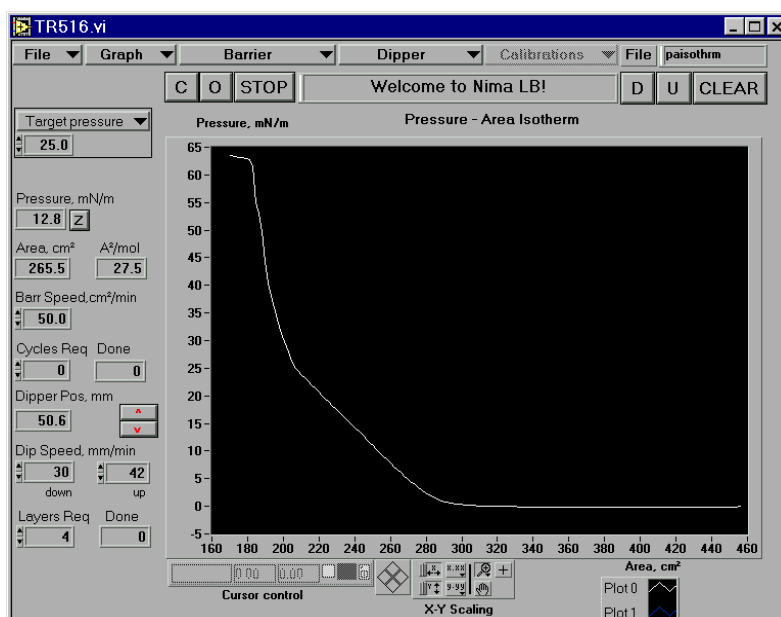 TR516.vi
File Graph Barrier Dipper Calibrations File paisothrm
C O STOP Welcome to Nima LB! D U CLEAR
Target pressure
25.0
Pressure, mN/m
12.8 Z
Area, cm² A²/mol
265.5 27.5
Barr Speed,cm²/min
50.0
Cycles Req Done
0 0
Dipper Pos, mm
50.6
Dip Speed, mm/min
30 42
down up
Layers Req Done
4 0
Pressure, mN/m Pressure - Area Isotherm
65
60
55
50
45
40
35
30
25
20
15
10
5
0
-5
160 180 200 220 240 260 280 290 320 340 360 380 400 420 440 460
Area, cm²
0.00 0.00
Cursor control
x.xx
y.yy
X-Y Scaling
Plot 0
Plot 1